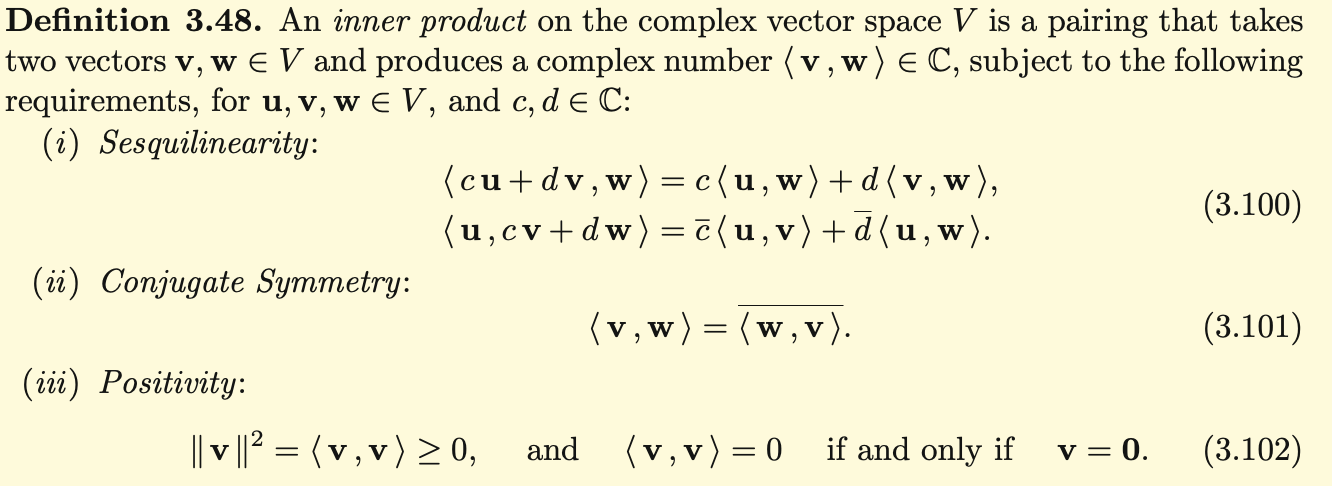 Definition 3.48. An inner product on the complex vector space V is a pairing that takes
two vectors v, w ∈ V and produces a complex number ⟨ v , w ⟩ ∈ ℂ, subject to the following
requirements, for u, v, w ∈ V, and c, d ∈ ℂ:
(i) Sesquilinearity:
⟨ c u + d v , w ⟩ = c ⟨ u , w ⟩ + d ⟨ v , w ⟩,
⟨ u , c v + d w ⟩ = c̅ ⟨ u , v ⟩ + d̅ ⟨ u , w ⟩.
(3.100)
(ii) Conjugate Symmetry:
⟨ v , w ⟩ = \overline{⟨ w , v ⟩}. (3.101)
(iii) Positivity:
‖ v ‖² = ⟨ v , v ⟩ ≥ 0, and ⟨ v , v ⟩ = 0 if and only if v = 0. (3.102)